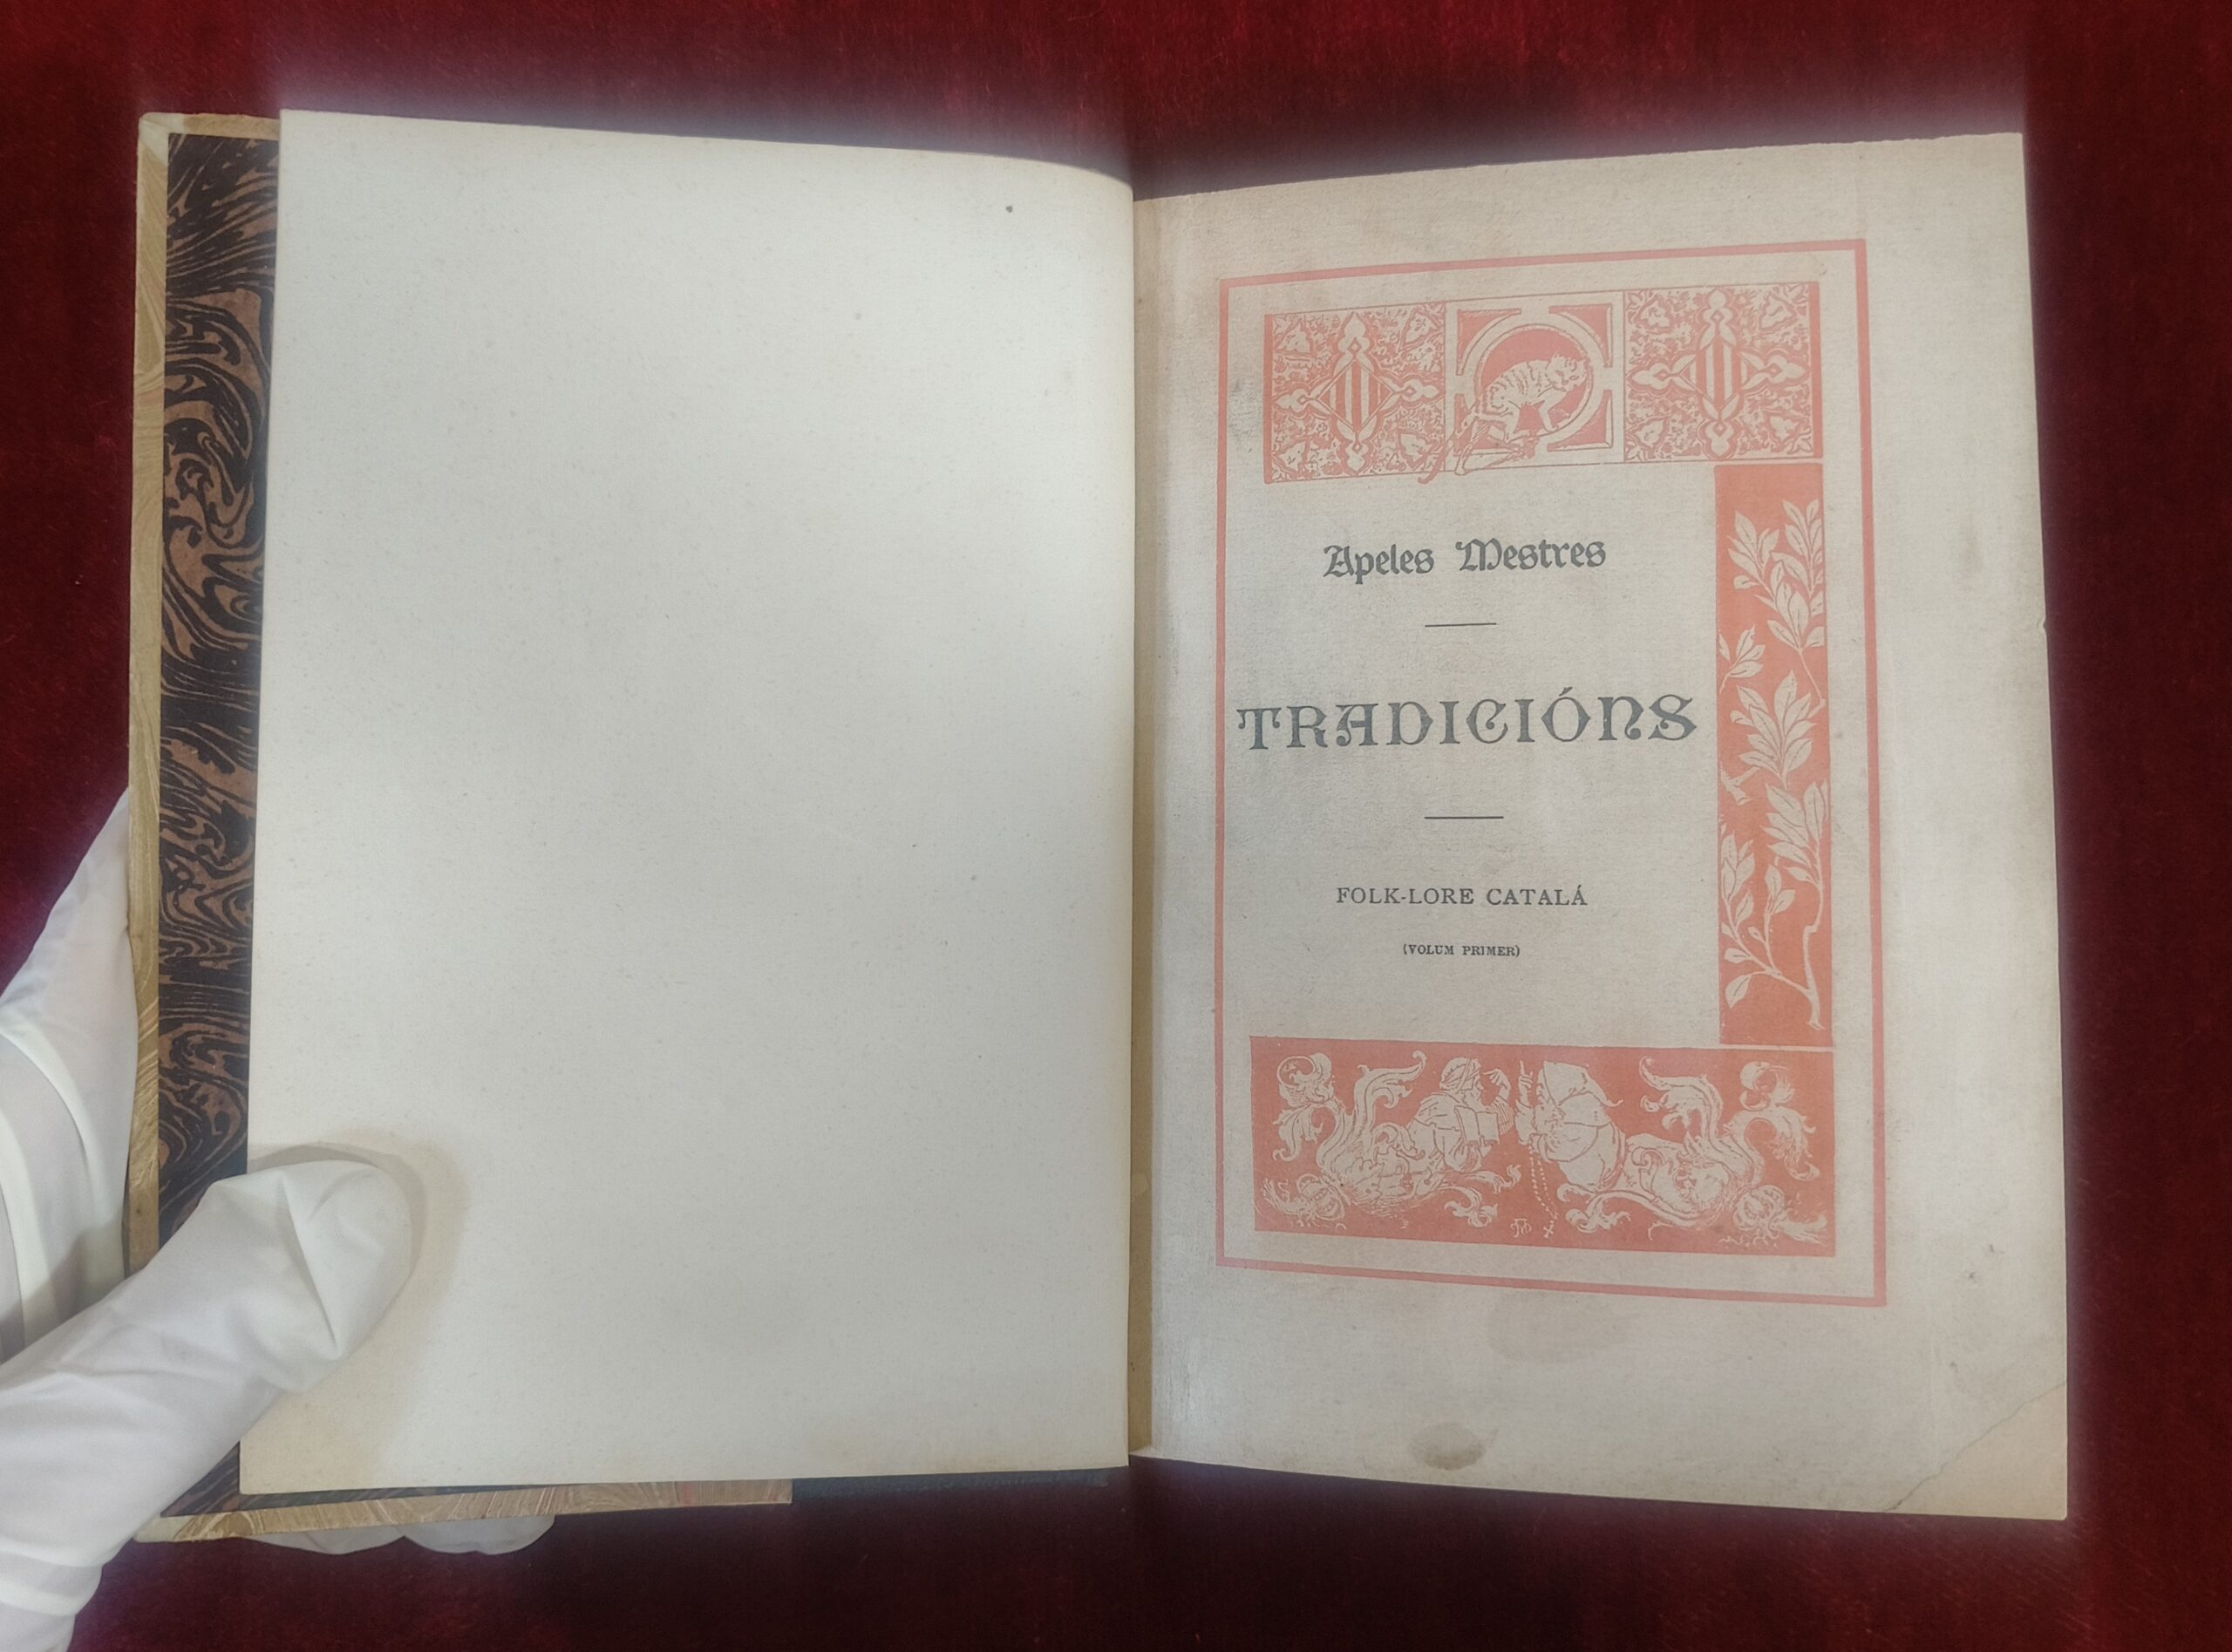 Apeles Mestres
TRADICIÓNS
FOLK-LORE CATALÁ
(VOLUM PRIMER)